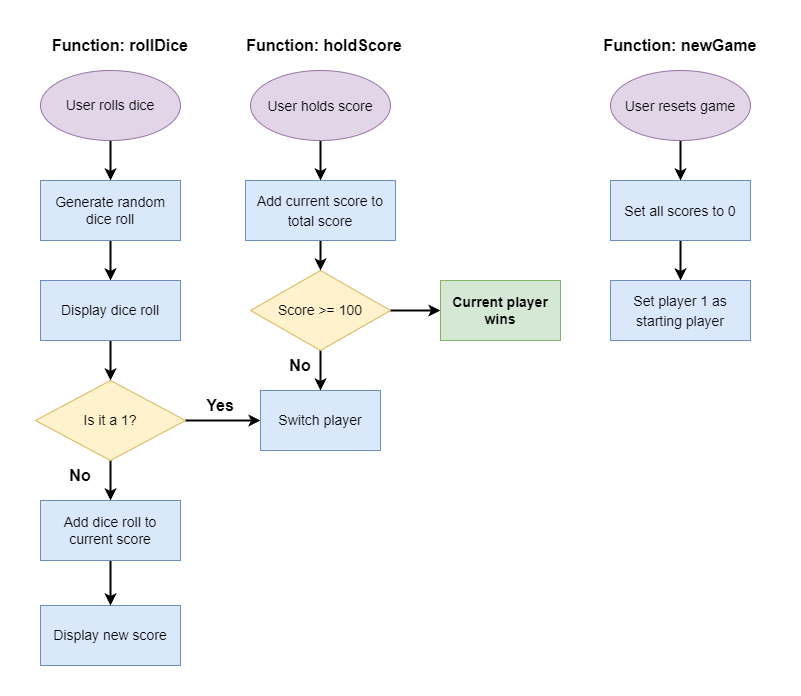 Function: rollDice
User rolls dice
Generate random
dice roll
Display dice roll
Is it a 1?
Yes
No
Add dice roll to
current score
Display new score
Function: holdScore
User holds score
Add current score to
total score
Score >= 100
Current player
wins
No
Switch player
Function: newGame
User resets game
Set all scores to 0
Set player 1 as
starting player